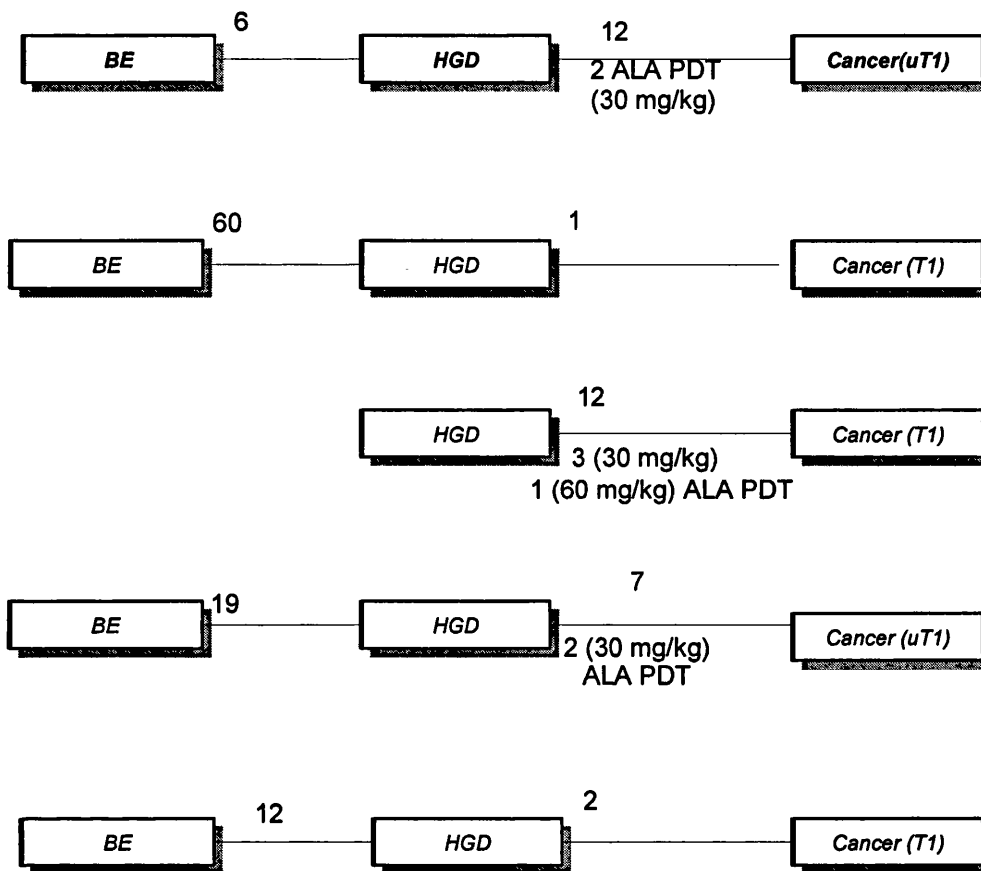 6
12
BE
HGD
Cancer(uT1)
2 ALA PDT
(30 mg/kg)
60
1
BE
HGD
Cancer (T1)
12
HGD
Cancer (T1)
3 (30 mg/kg)
1 (60 mg/kg) ALA PDT
19
7
BE
HGD
Cancer (uT1)
2 (30 mg/kg)
ALA PDT
12
2
BE
HGD
Cancer (T1)